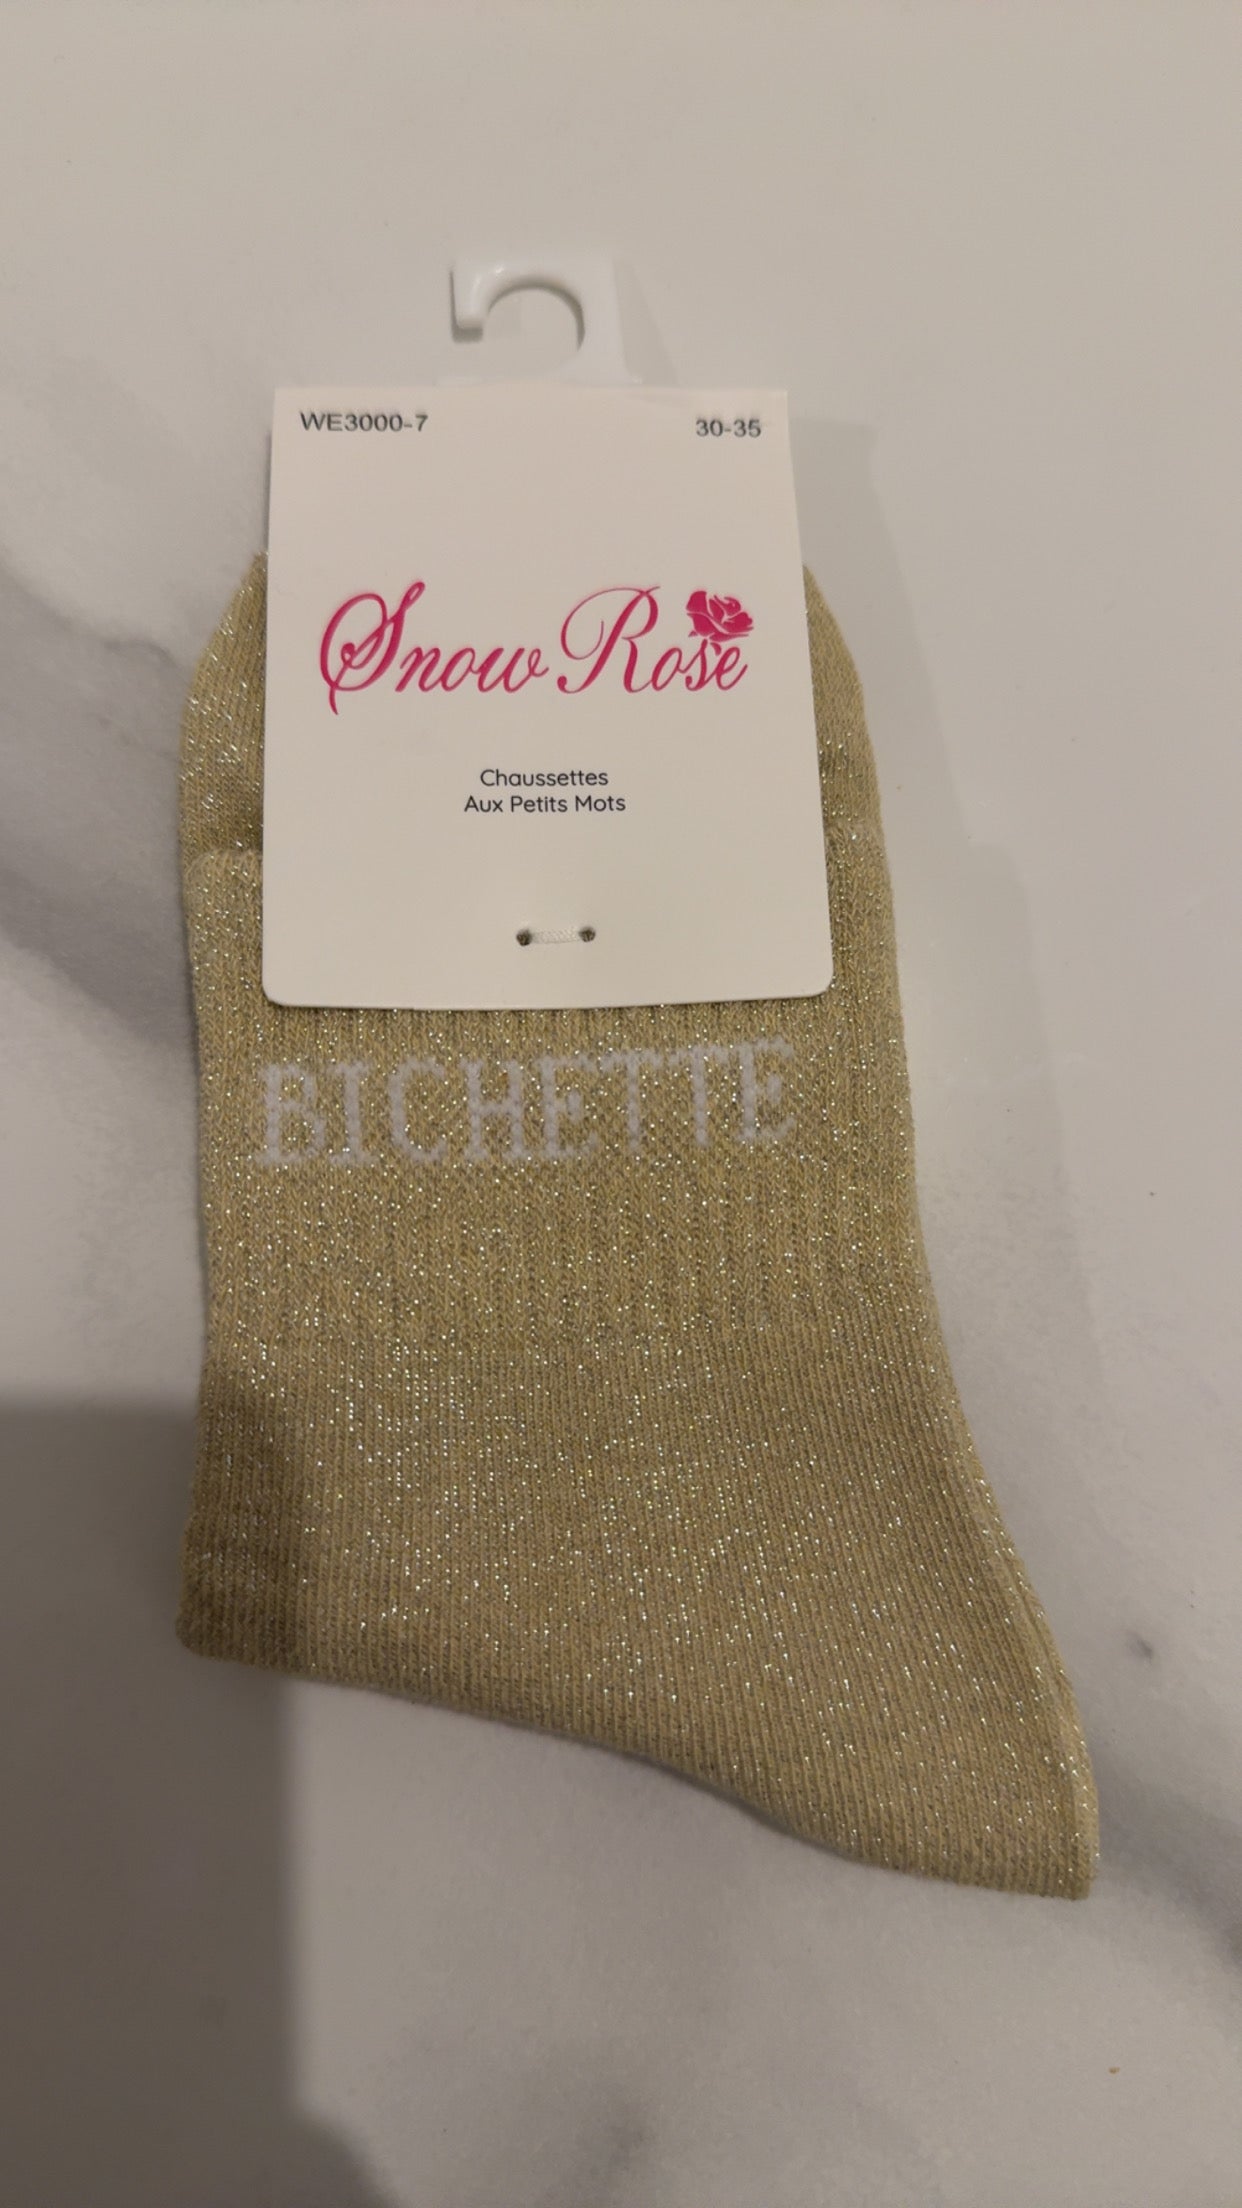 WE3000-7 30-35
Snow Rose
Chaussettes
Aux Petits Mots
BICHETTE